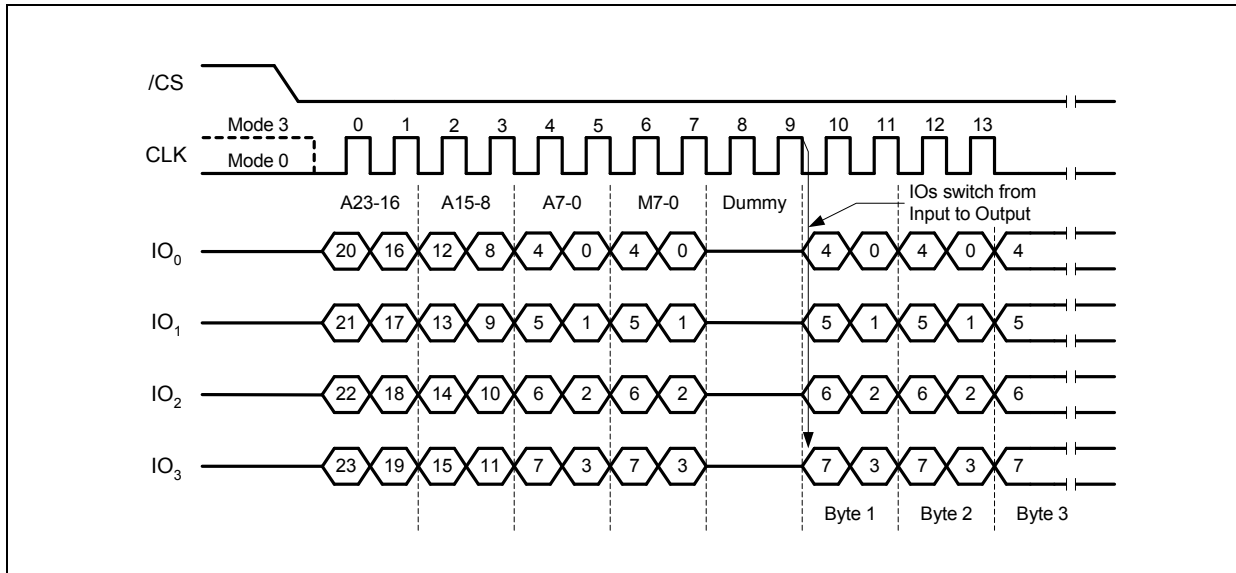 /CS
Mode 3 0 1 2 3 4 5 6 7 8 9 10 11 12 13
CLK
Mode 0
IOs switch from
Input to Output
A23-16 A15-8 A7-0 M7-0 Dummy
IO0 20 16 12 8 4 0 4 0 4 0 4 0 4
IO1 21 17 13 9 5 1 5 1 5 1 5 1 5
IO2 22 18 14 10 6 2 6 2 6 2 6 2 6
IO3 23 19 15 11 7 3 7 3 7 3 7 3 7
Byte 1 Byte 2 Byte 3